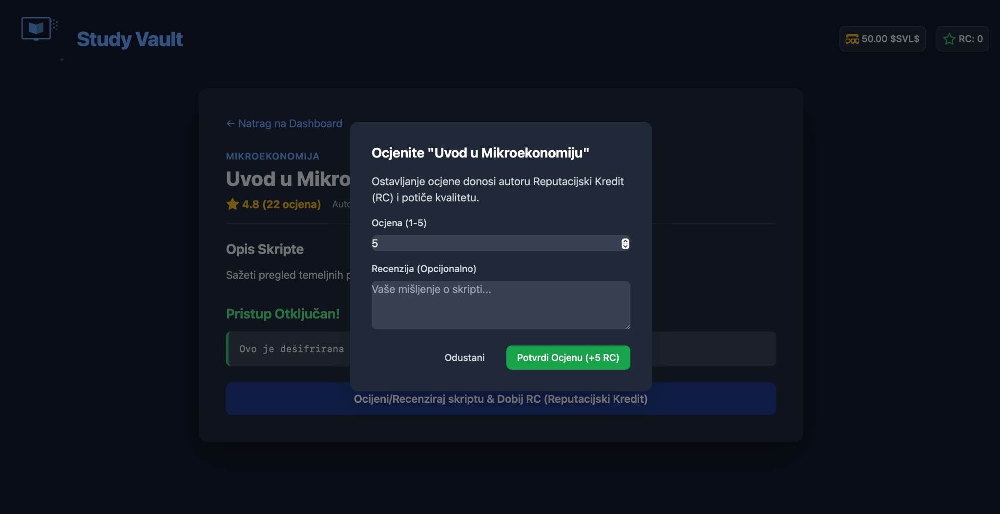 Study Vault
50.00 $SVL$
RC: 0
← Natrag na Dashboard
MIKROEKONOMIJA
Uvod u Mikro
4.8 (22 ocjena)
Opis Skripte
Sažeti pregled temeljnih
Pristup Otključan!
Ovo je dešifrirana
Ocjenite "Uvod u Mikroekonomiju"
Ostavljanje ocjene donosi autoru Reputacijski Kredit
(RC) i potiče kvalitetu.
Ocjena (1-5)
5
Recenzija (Opcijonalno)
Vaše mišljenje o skripti...
Odustani
Potvrdi Ocjenu (+5 RC)
Ocijeni/Recenziraj skriptu & Dobij RC (Reputacijski Kredit)